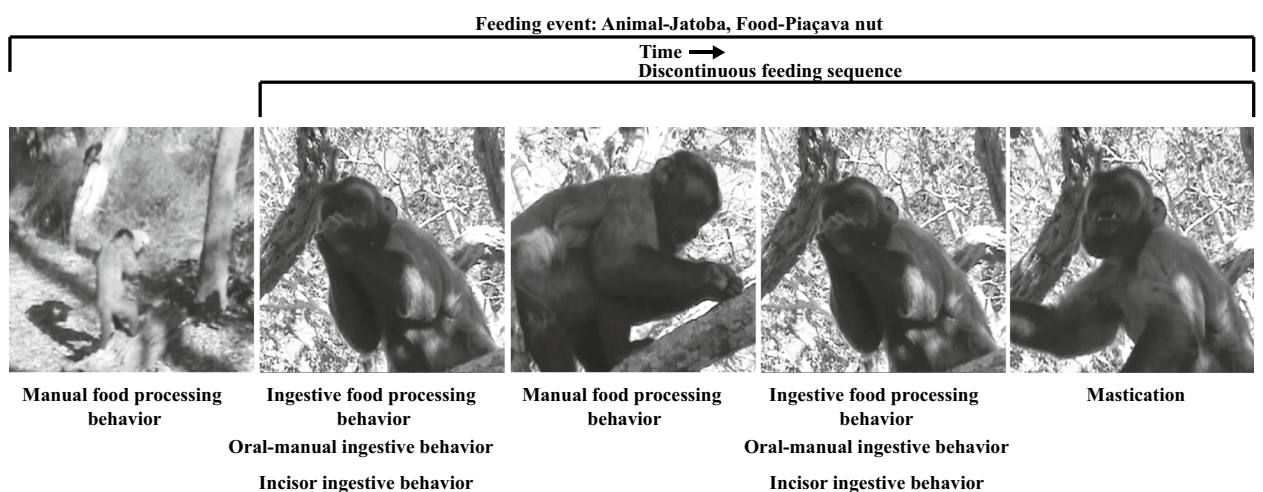 Feeding event: Animal-Jatoba, Food-Piaçava nut
Time
Discontinuous feeding sequence
Manual food processing behavior
Ingestive food processing behavior
Oral-manual ingestive behavior
Incisor ingestive behavior
Manual food processing behavior
Ingestive food processing behavior
Oral-manual ingestive behavior
Incisor ingestive behavior
Mastication